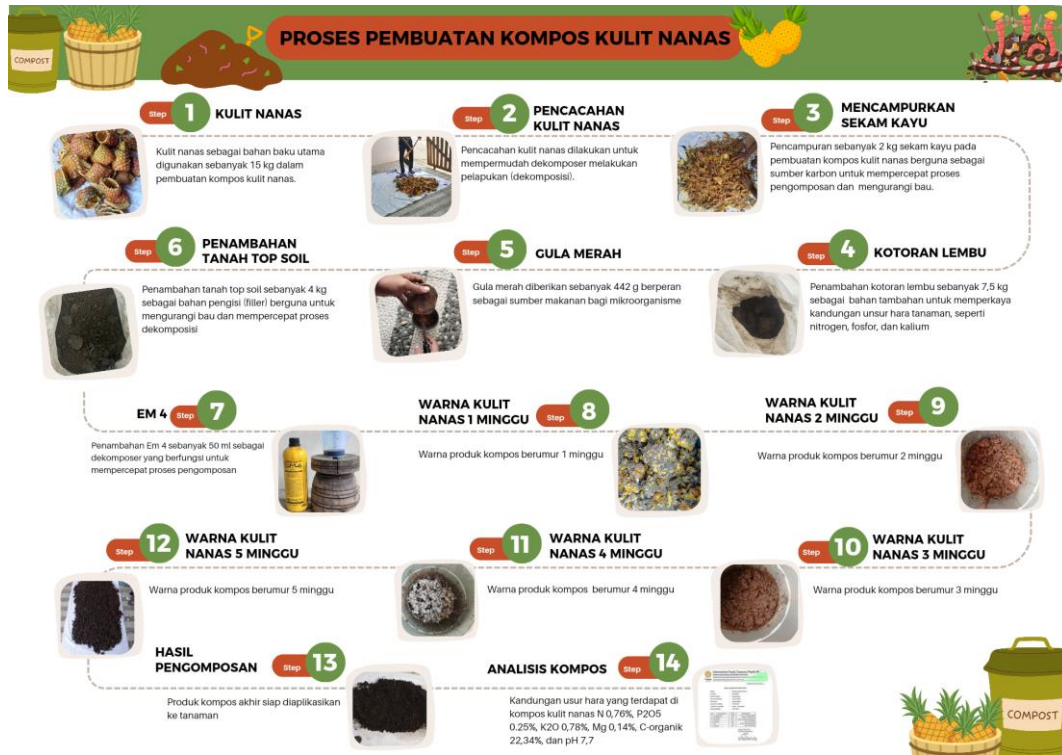 PROSES PEMBUATAN KOMPOS KULIT NANAS
COMPOST
Step 1 KULIT NANAS
Kulit nanas sebagai bahan baku utama
digunakan sebanyak 15 kg dalam
pembuatan kompos kulit nanas.
Step 2 PENCACAHAN
KULIT NANAS
Pencacahan kulit nanas dilakukan untuk
mempermudah dekomposer melakukan
pelapukan (dekomposisi).
Step 3 MENCAMPURKAN
SEKAM KAYU
Pencampuran sebanyak 2 kg sekam kayu pada
pembuatan kompos kulit nanas berguna sebagai
sumber karbon untuk mempercepat proses
pengomposan dan mengurangi bau.
Step 4 KOTORAN LEMBU
Penambahan kotoran lembu sebanyak 7,5 kg
sebagai bahan tambahan untuk memperkaya
kandungan unsur hara tanaman, seperti
nitrogen, fosfor, dan kalium
Step 5 GULA MERAH
Gula merah diberikan sebanyak 442 g berperan
sebagai sumber makanan bagi mikroorganisme
Step 6 PENAMBAHAN
TANAH TOP SOIL
Penambahan tanah top soil sebanyak 4 kg
sebagai bahan pengisi (filler) berguna untuk
mengurangi bau dan mempercepat proses
dekomposisi
EM 4 Step 7
Penambahan Em 4 sebanyak 50 ml sebagai
dekomposer yang berfungsi untuk
mempercepat proses pengomposan
WARNA KULIT
NANAS 1 MINGGU Step 8
Warna produk kompos berumur 1 minggu
WARNA KULIT
NANAS 2 MINGGU Step 9
Warna produk kompos berumur 2 minggu
Step 10 WARNA KULIT
NANAS 3 MINGGU
Warna produk kompos berumur 3 minggu
Step 11 WARNA KULIT
NANAS 4 MINGGU
Warna produk kompos berumur 4 minggu
Step 12 WARNA KULIT
NANAS 5 MINGGU
Warna produk kompos berumur 5 minggu
HASIL
PENGOMPOSAN Step 13
Produk kompos akhir siap diaplikasikan
ke tanaman
ANALISIS KOMPOS Step 14
Kandungan usur hara yang terdapat di
kompos kulit nanas N 0,76%, P2O5
0.25%, K2O 0,78%, Mg 0,14%, C-organik
22,34%, dan pH 7,7
COMPOST